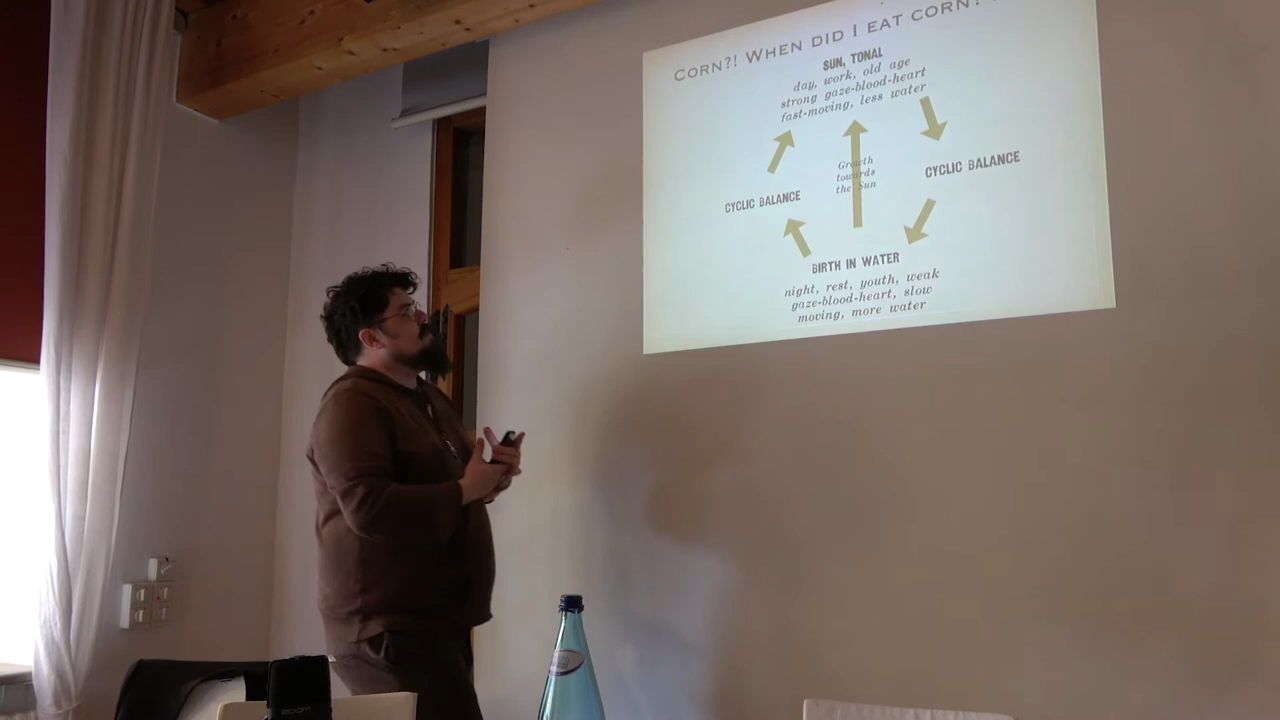 CORN?! WHEN DID I EAT CORN?
SUN, TONAL
day, work, old age
strong gaze-blood-heart
fast-moving, less water
Growth
towards
the Sun
CYCLIC BALANCE
CYCLIC BALANCE
BIRTH IN WATER
night, rest, youth, weak
gaze-blood-heart, slow
moving, more water
zoom